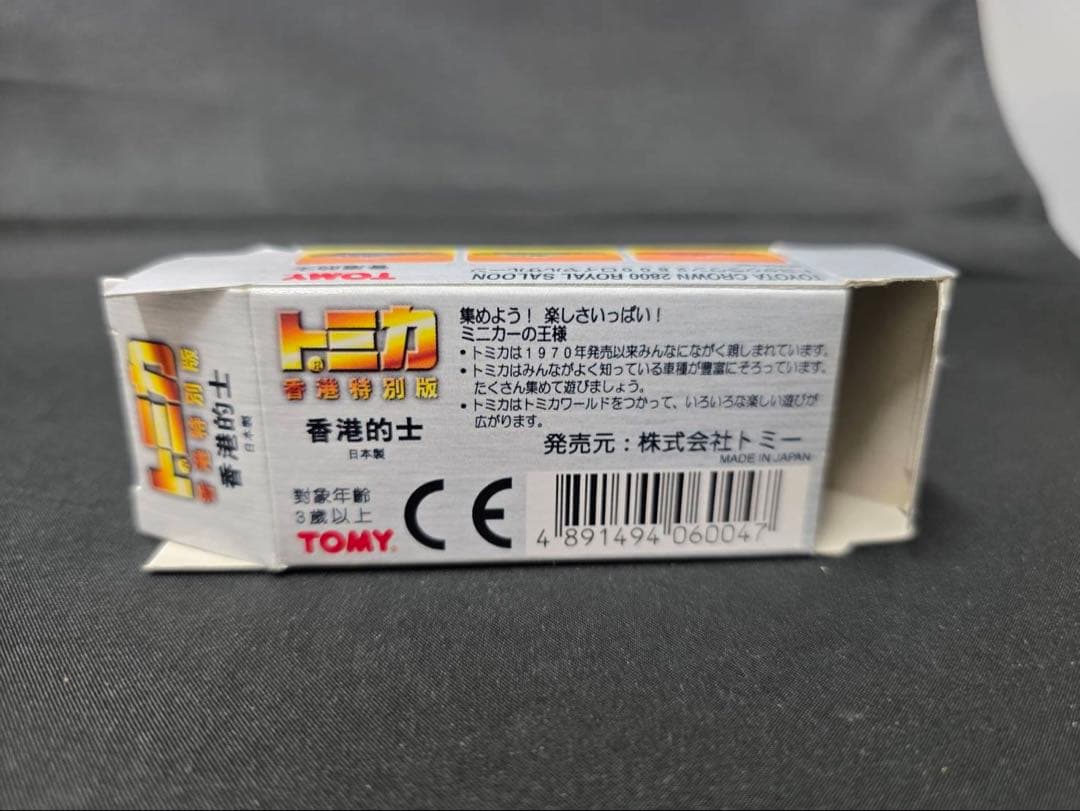 TOYOTA CROWN 2800 ROYAL SALOON
TOMY
香港的士
トミカ
香港特別版
香港的士
日本製
トミカ
香港特別版
香港的士
日本製
対象年齢
3歳以上
TOMY
CE
集めよう! 楽しさいっぱい!
ミニカーの王様
・トミカは1970年発売以来みんなにながく親しまれています。
・トミカはみんながよく知っている車種が豊富にそろっています。
たくさん集めて遊びましょう。
・トミカはトミカワールドをつかって、いろいろな楽しい遊びが
広がります。
発売元:株式会社トミー
MADE IN JAPAN
4 891494 060047